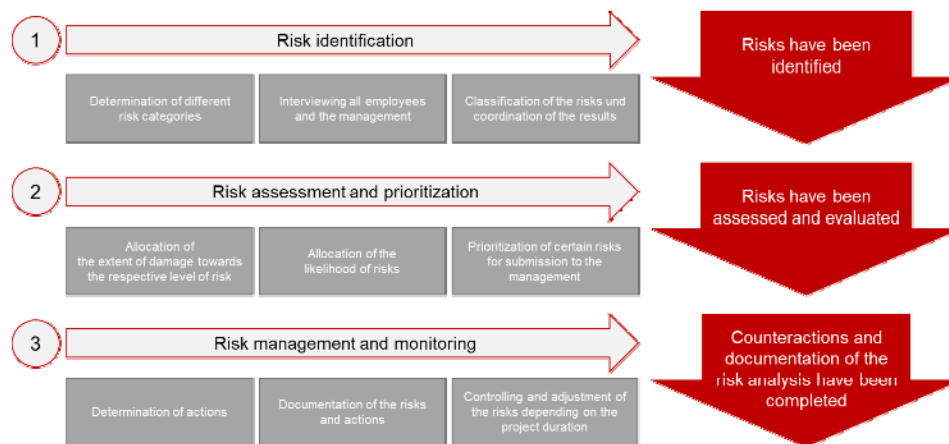 1
Risk identification
Determination of different
risk categories
Interviewing all employees
and the management
Classification of the risks und
coordination of the results
Risks have been
identified
2
Risk assessment and prioritization
Allocation of
the extent of damage towards
the respective level of risk
Allocation of the
likelihood of risks
Prioritization of certain risks
for submission to the
management
Risks have been
assessed and evaluated
3
Risk management and monitoring
Determination of actions
Documentation of the risks
and actions
Controlling and adjustment of
the risks depending on the
project duration
Counteractions and
documentation of the
risk analysis have been
completed